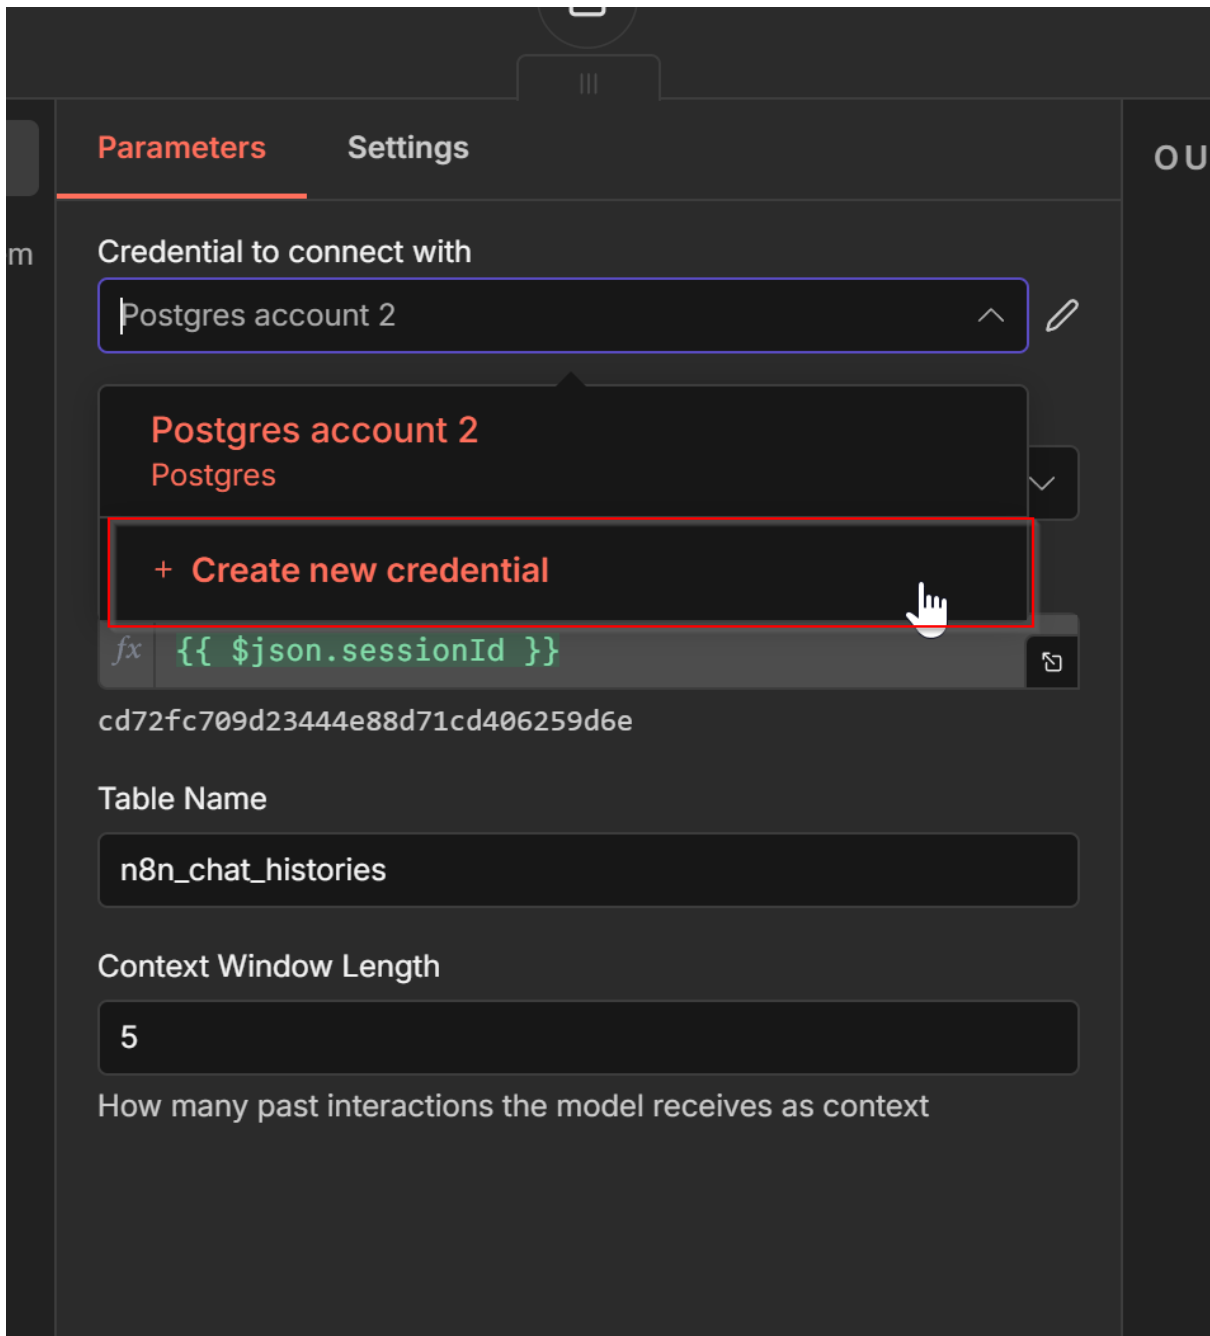 Parameters Settings
OU
m
Credential to connect with
Postgres account 2
Postgres account 2
Postgres
+ Create new credential
fx {{ $json.sessionId }}
cd72fc709d23444e88d71cd406259d6e
Table Name
n8n_chat_histories
Context Window Length
5
How many past interactions the model receives as context